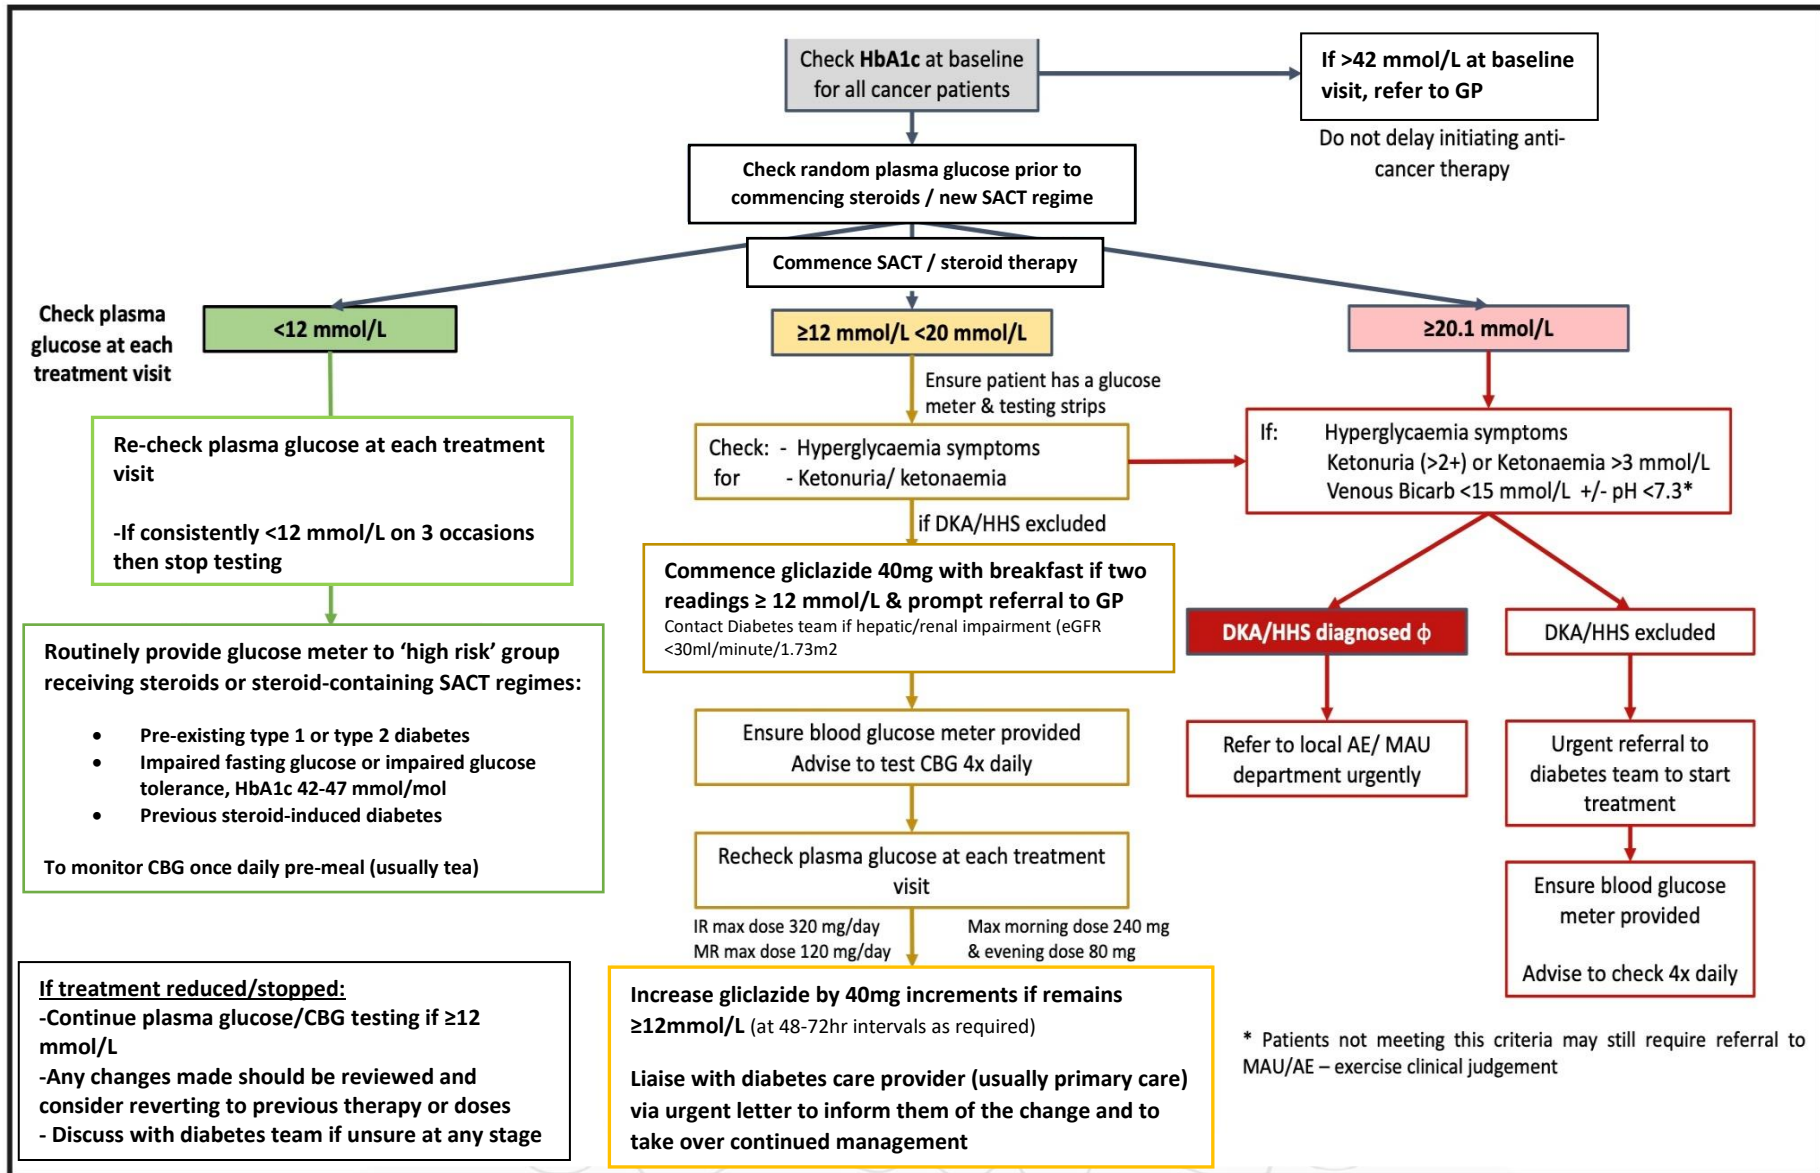 Check HbA1c at baseline
for all cancer patients
If >42 mmol/L at baseline
visit, refer to GP
Do not delay initiating anti-
cancer therapy
Check random plasma glucose prior to
commencing steroids / new SACT regime
Commence SACT / steroid therapy
Check plasma
glucose at each
treatment visit
<12 mmol/L
≥12 mmol/L <20 mmol/L
≥20.1 mmol/L
Re-check plasma glucose at each treatment
visit
-If consistently <12 mmol/L on 3 occasions
then stop testing
Routinely provide glucose meter to ‘high risk’ group
receiving steroids or steroid-containing SACT regimes:
• Pre-existing type 1 or type 2 diabetes
• Impaired fasting glucose or impaired glucose
tolerance, HbA1c 42-47 mmol/mol
• Previous steroid-induced diabetes
To monitor CBG once daily pre-meal (usually tea)
If treatment reduced/stopped:
-Continue plasma glucose/CBG testing if ≥12
mmol/L
-Any changes made should be reviewed and
consider reverting to previous therapy or doses
- Discuss with diabetes team if unsure at any stage
Ensure patient has a glucose
meter & testing strips
Check: - Hyperglycaemia symptoms
for - Ketonuria/ ketonaemia
if DKA/HHS excluded
Commence gliclazide 40mg with breakfast if two
readings ≥ 12 mmol/L & prompt referral to GP
Contact Diabetes team if hepatic/renal impairment (eGFR
<30ml/minute/1.73m2
Ensure blood glucose meter provided
Advise to test CBG 4x daily
Recheck plasma glucose at each treatment
visit
IR max dose 320 mg/day
MR max dose 120 mg/day
Max morning dose 240 mg
& evening dose 80 mg
Increase gliclazide by 40mg increments if remains
≥12mmol/L (at 48-72hr intervals as required)
Liaise with diabetes care provider (usually primary care)
via urgent letter to inform them of the change and to
take over continued management
If: Hyperglycaemia symptoms
Ketonuria (>2+) or Ketonaemia >3 mmol/L
Venous Bicarb <15 mmol/L +/- pH <7.3*
DKA/HHS diagnosed ϕ
Refer to local AE/ MAU
department urgently
DKA/HHS excluded
Urgent referral to
diabetes team to start
treatment
Ensure blood glucose
meter provided
Advise to check 4x daily
* Patients not meeting this criteria may still require referral to
MAU/AE – exercise clinical judgement